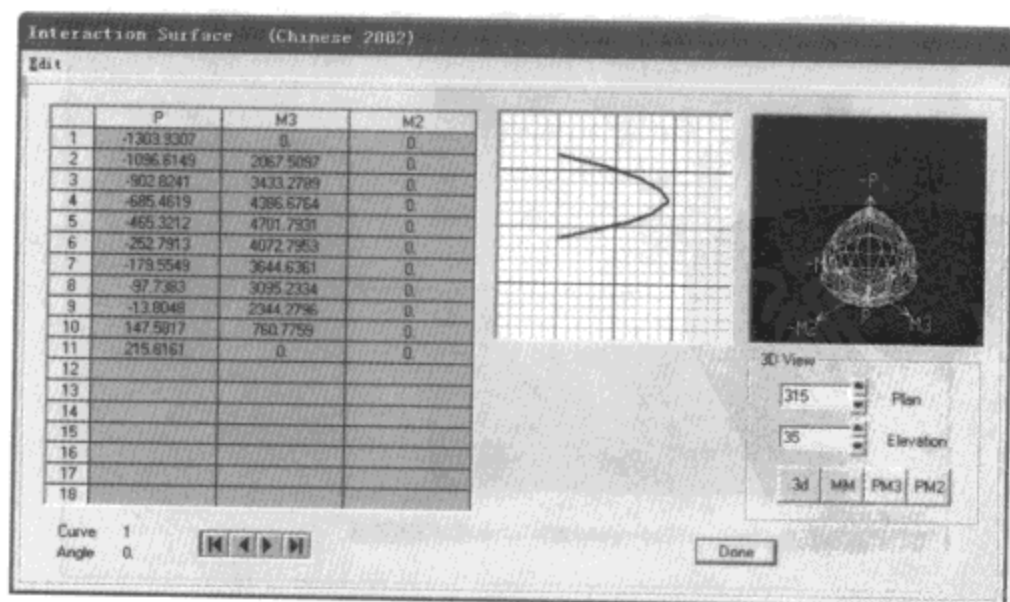 Interaction Surface (Chinese 2002)
Edit
P M3 M2
1 -1303.9307 0. 0.
2 -1096.6149 2067.5097 0.
3 -902.8241 3433.2789 0.
4 -685.4619 4386.6764 0.
5 -465.3212 4701.7931 0.
6 -252.7913 4072.7953 0.
7 -179.5549 3644.6361 0.
8 -97.7383 3095.2334 0.
9 -13.8048 2344.2796 0.
10 147.5817 760.7759 0.
11 215.6161 0. 0.
12
13
14
15
16
17
18
Curve 1
Angle 0.
-P
P
-M2
M3
3D View
315 Plan
35 Elevation
3d MM PM3 PM2
Done